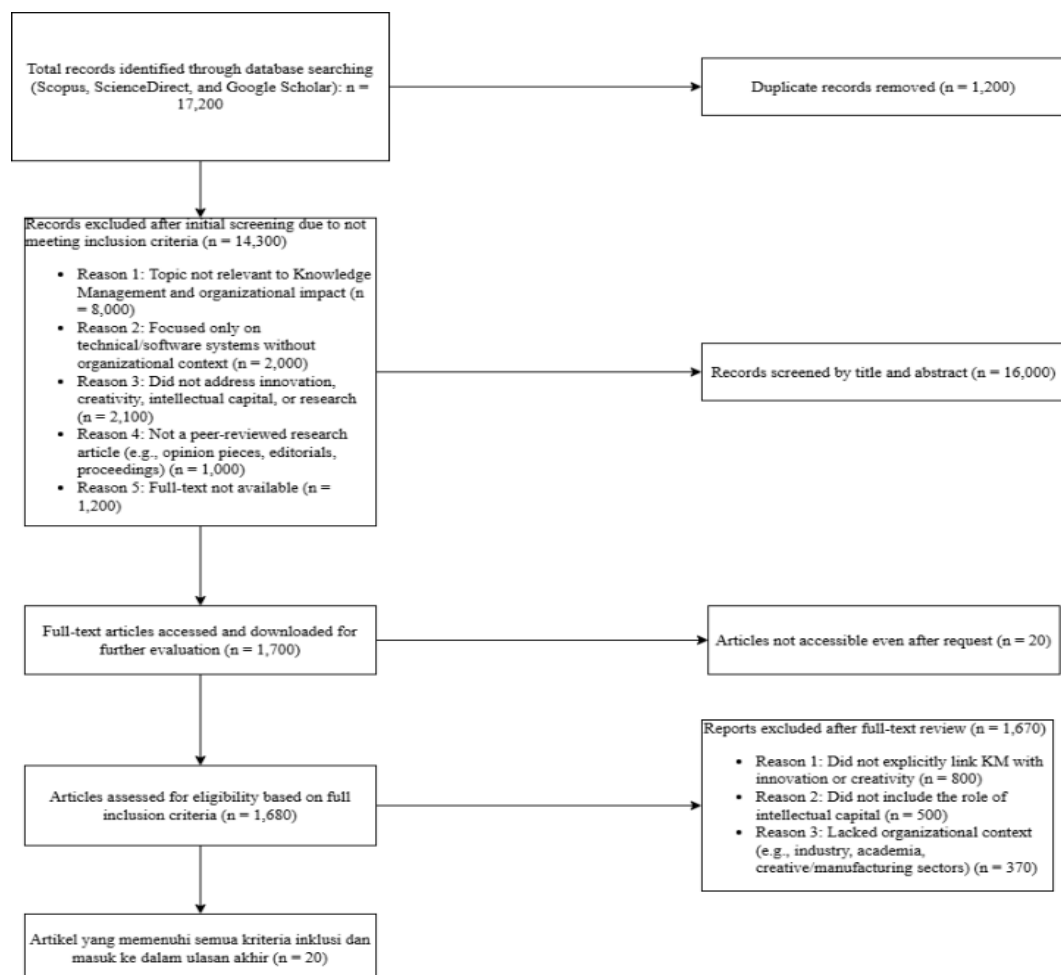 Total records identified through database searching
(Scopus, ScienceDirect, and Google Scholar): n =
17,200
Duplicate records removed (n = 1,200)
Records excluded after initial screening due to not
meeting inclusion criteria (n = 14,300)
• Reason 1: Topic not relevant to Knowledge
Management and organizational impact (n
= 8,000)
• Reason 2: Focused only on
technical/software systems without
organizational context (n = 2,000)
• Reason 3: Did not address innovation,
creativity, intellectual capital, or research
(n = 2,100)
• Reason 4: Not a peer-reviewed research
article (e.g., opinion pieces, editorials,
proceedings) (n = 1,000)
• Reason 5: Full-text not available (n =
1,200)
Records screened by title and abstract (n = 16,000)
Full-text articles accessed and downloaded for
further evaluation (n = 1,700)
Articles not accessible even after request (n = 20)
Articles assessed for eligibility based on full
inclusion criteria (n = 1,680)
Reports excluded after full-text review (n = 1,670)
• Reason 1: Did not explicitly link KM with
innovation or creativity (n = 800)
• Reason 2: Did not include the role of
intellectual capital (n = 500)
• Reason 3: Lacked organizational context
(e.g., industry, academia,
creative/manufacturing sectors) (n = 370)
Artikel yang memenuhi semua kriteria inklusi dan
masuk ke dalam ulasan akhir (n = 20)